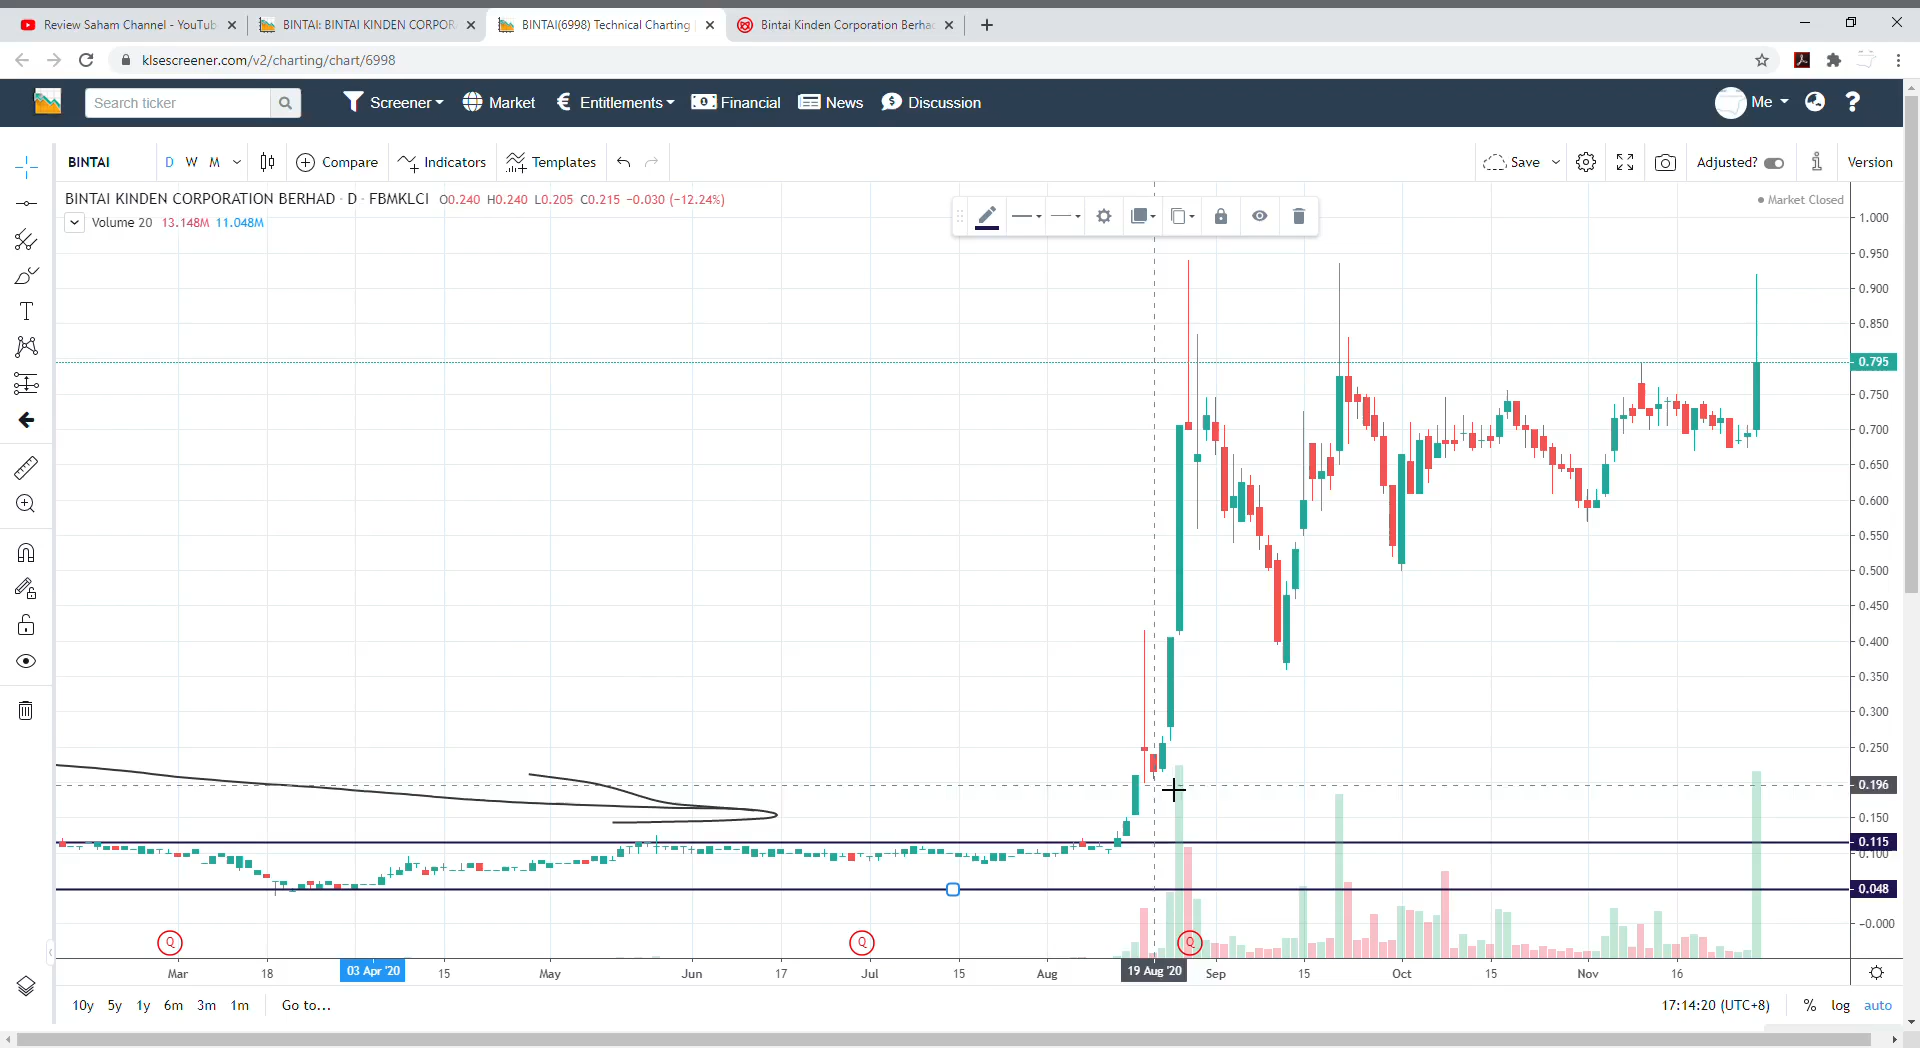 Review Saham Channel - YouTub
BINTAI: BINTAI KINDEN CORPOR
BINTAI(6998) Technical Charting
Bintai Kinden Corporation Berha
klsescreener.com/v2/charting/chart/6998
Search ticker
Screener
Market
Entitlements
Financial
News
Discussion
Me
BINTAI
D W M
Compare
Indicators
Templates
Save
Adjusted?
Version
BINTAI KINDEN CORPORATION BERHAD · D · FBMKLCI O0.240 H0.240 L0.205 C0.215 −0.030 (−12.24%)
Market Closed
Volume 20 13.148M 11.048M
1.000
0.950
0.900
0.850
0.795
0.750
0.700
0.650
0.600
0.550
0.500
0.450
0.400
0.350
0.300
0.250
0.196
0.150
0.115
0.100
0.048
-0.000
Q Q Q
Mar 18 03 Apr '20 15 May Jun 17 Jul 15 Aug 19 Aug '20 Sep 15 Oct 15 Nov 16
10y 5y 1y 6m 3m 1m Go to...
17:14:20 (UTC+8) % log auto